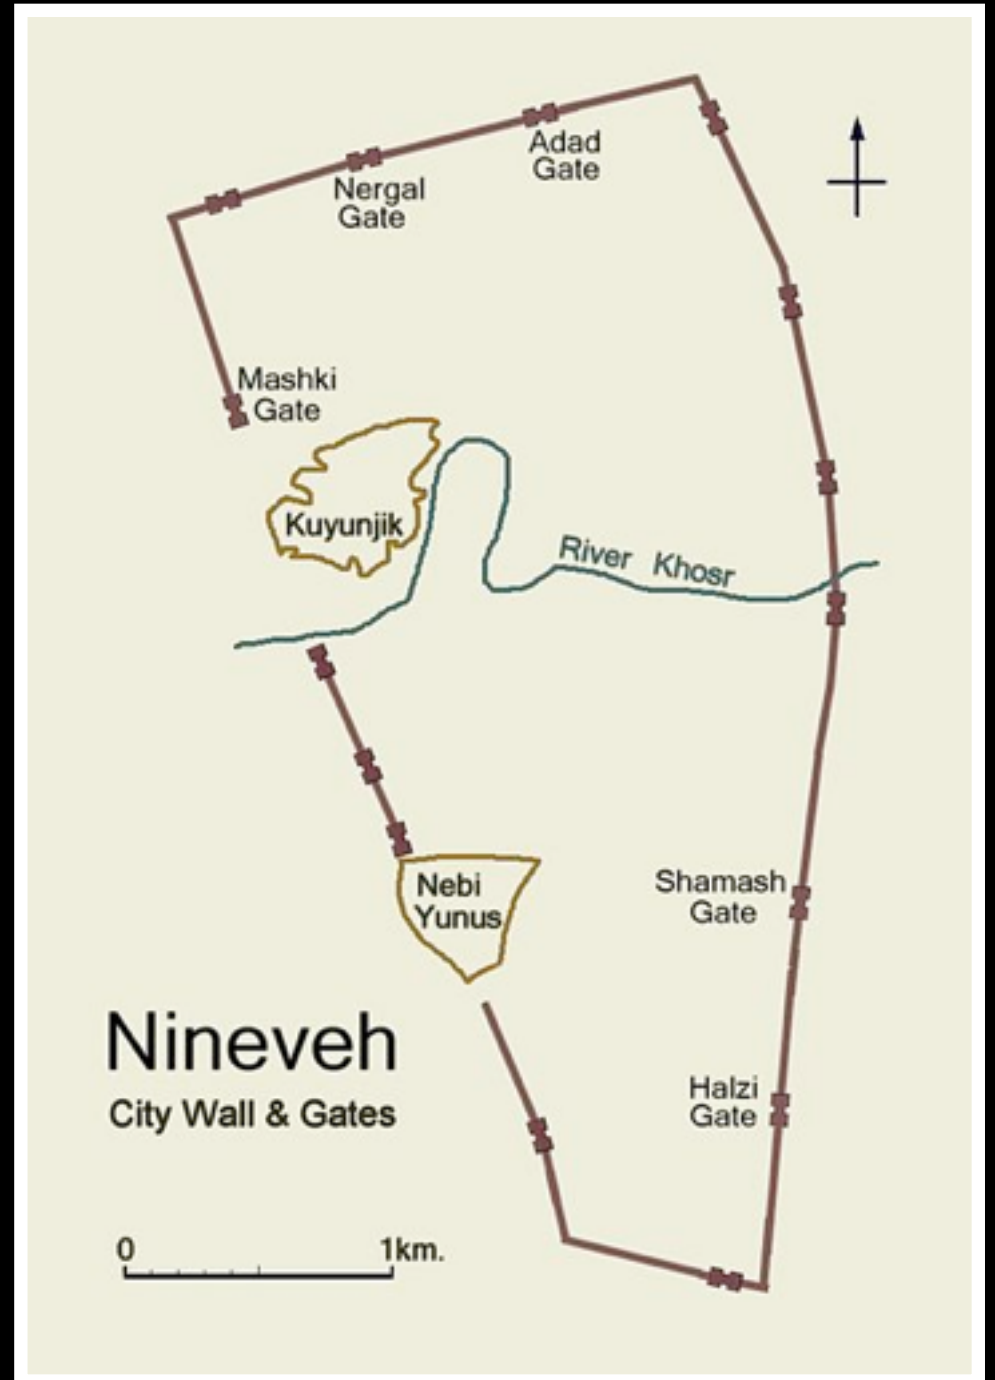 Adad
Gate
Nergal
Gate
Mashki
Gate
Kuyunjik
River Khosr
Shamash
Gate
Nebi
Yunus
Nineveh
City Wall & Gates
Halzi
Gate
0 1km.